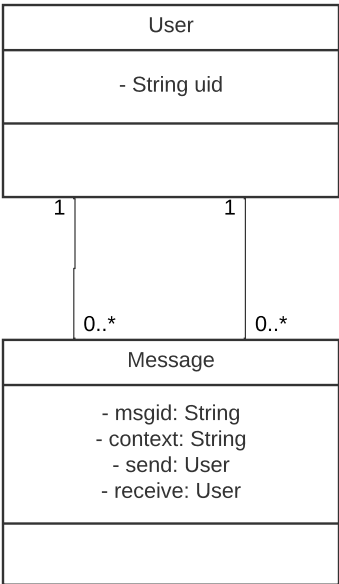 User
- String uid
1
1
0..*
0..*
Message
- msgid: String
- context: String
- send: User
- receive: User